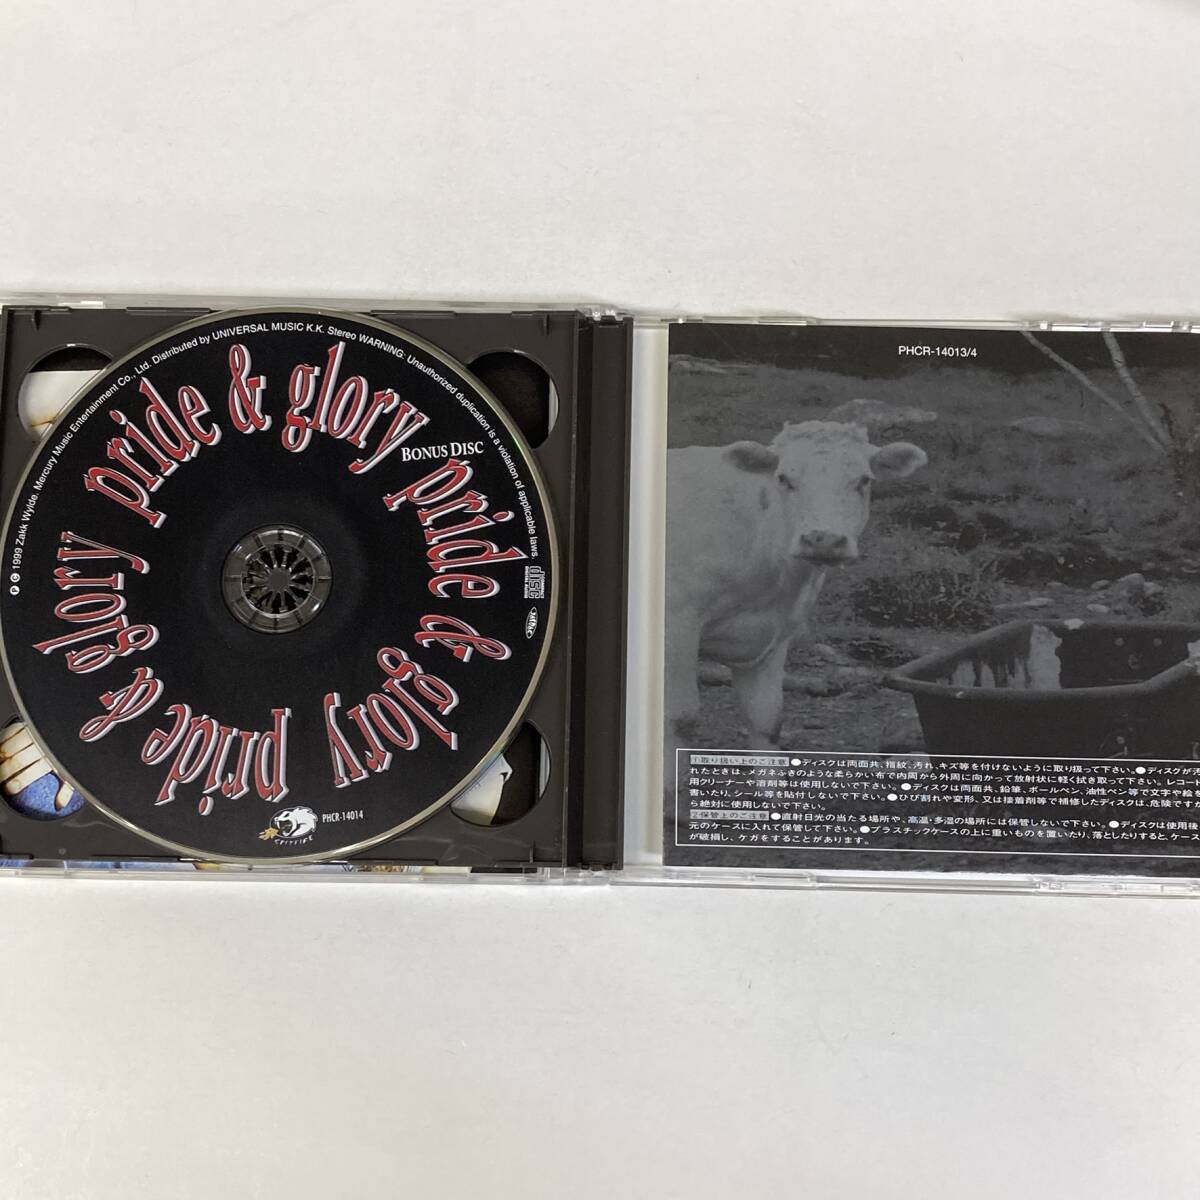 ℗ © 1999 Zakk Wylde. Mercury Music Entertainment Co., Ltd. Distributed by UNIVERSAL MUSIC K.K. Stereo WARNING: Unauthorized duplication is a violation of applicable laws.
pride & glory pride & glory pride & glory
BONUS DISC
COMPACT
disc
DIGITAL AUDIO
PHCR-14014
SPITFIRE
PHCR-14013/4
1取り扱い上のご注意 ●ディスクは両面共、指紋、汚れ、キズ等を付けないように取り扱って下さい。●ディスクが汚
れたときは、メガネふきのような柔らかい布で内周から外周に向かって放射状に軽く拭き取って下さい。レコード
用クリーナーや溶剤等は使用しないで下さい。●ディスクは両面共、鉛筆、ボールペン、油性ペン等で文字や絵を
書いたり、シール等を貼付しないで下さい。●ひび割れや変形、又は接着剤等で補修したディスクは、危険ですか
ら絶対に使用しないで下さい。
2保管上のご注意 ●直射日光の当たる場所や、高温・多湿の場所には保管しないで下さい。●ディスクは使用後
元のケースに入れて保管して下さい。●プラスチックケースの上に重いものを置いたり、落としたりすると、ケース
が破損し、ケガをすることがあります。